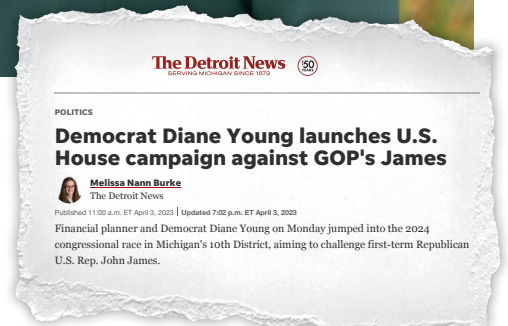 The Detroit News
SERVING MICHIGAN SINCE 1873
150
YEARS
POLITICS
Democrat Diane Young launches U.S.
House campaign against GOP's James
Melissa Nann Burke
The Detroit News
Published 11:00 a.m. ET April 3, 2023 | Updated 7:02 p.m. ET April 3, 2023
Financial planner and Democrat Diane Young on Monday jumped into the 2024
congressional race in Michigan's 10th District, aiming to challenge first-term Republican
U.S. Rep. John James.